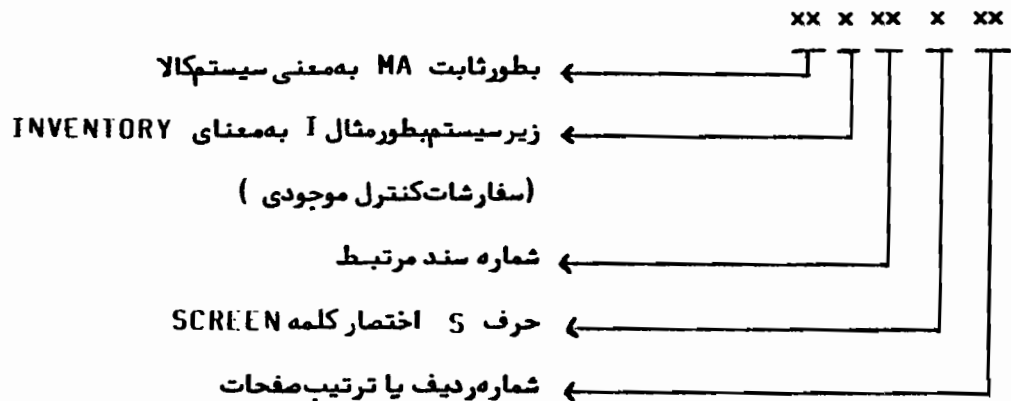 xx x xx x xx
بطورثابت MA به‌معنی سیستم‌کالا
زیرسیستم‌بطورمثال I به‌معنای INVENTORY
(سفارشات‌کنترل موجودی )
شماره سند مرتبط
حرف S اختصار کلمه SCREEN
شماره‌ردیف یا ترتیب‌صفحات